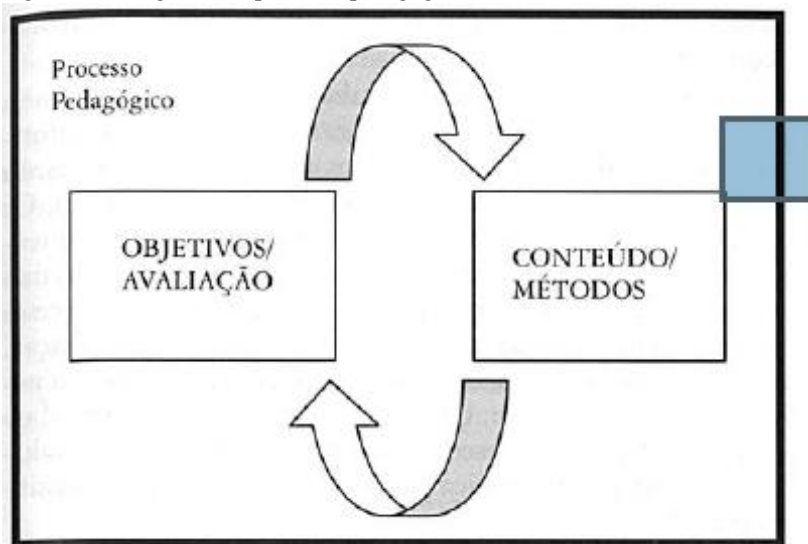 Processo
Pedagógico
OBJETIVOS/
AVALIAÇÃO
CONTEÚDO/
MÉTODOS